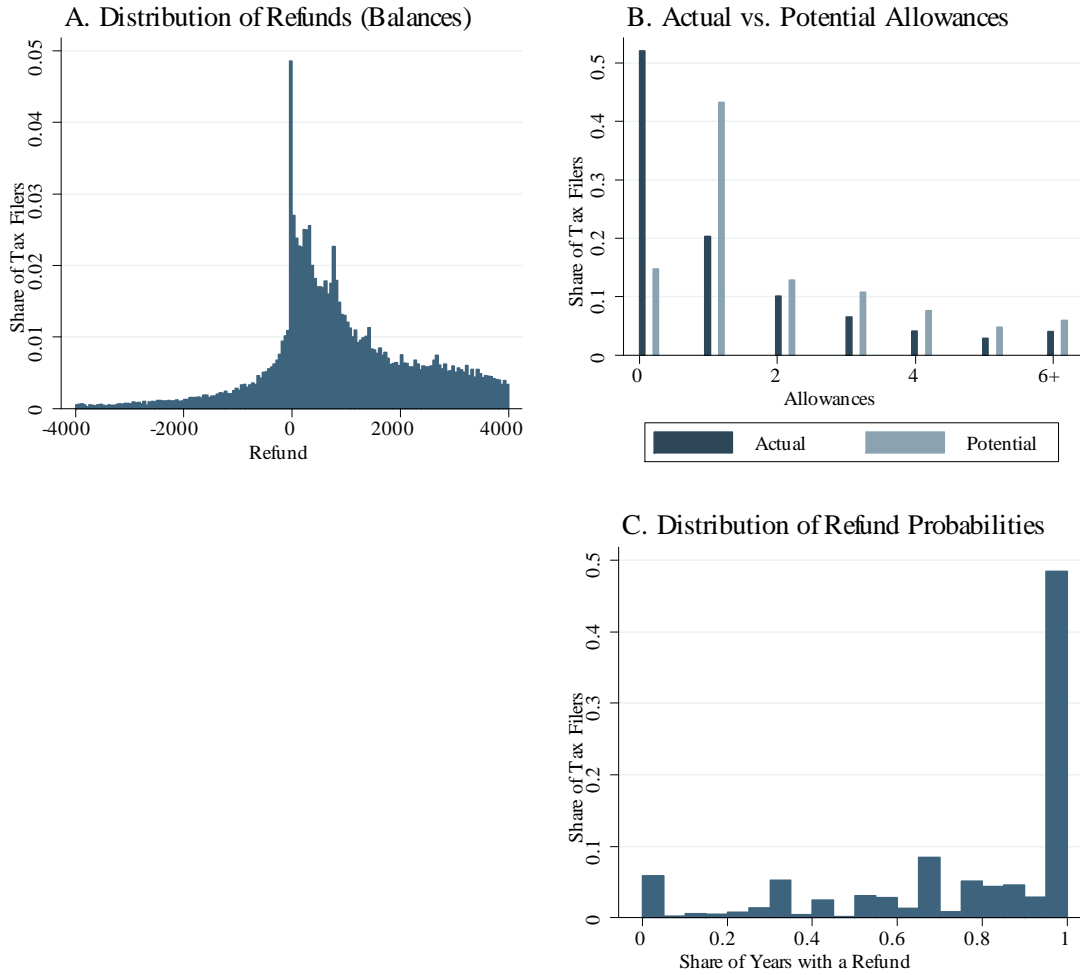 A. Distribution of Refunds (Balances)
Share of Tax Filers
0 0.01 0.02 0.03 0.04 0.05
-4000 -2000 0 2000 4000
Refund
B. Actual vs. Potential Allowances
Share of Tax Filers
0 0.1 0.2 0.3 0.4 0.5
0 2 4 6+
Allowances
Actual Potential
C. Distribution of Refund Probabilities
Share of Tax Filers
0 0.1 0.2 0.3 0.4 0.5
0 0.2 0.4 0.6 0.8 1
Share of Years with a Refund